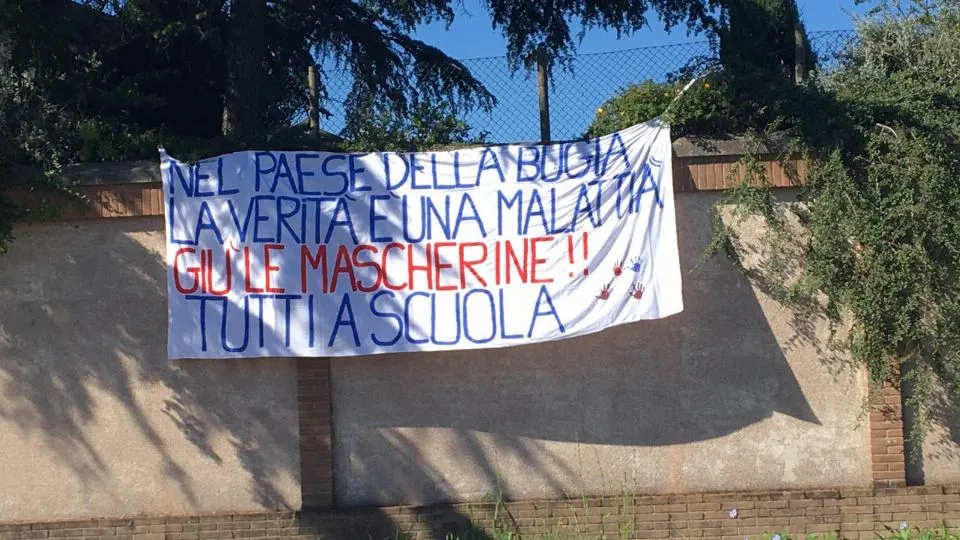 NEL PAESE DELLA BUGIA
LA VERITÀ È UNA MALATTIA
GIÙ LE MASCHERINE !!
TUTTI A SCUOLA